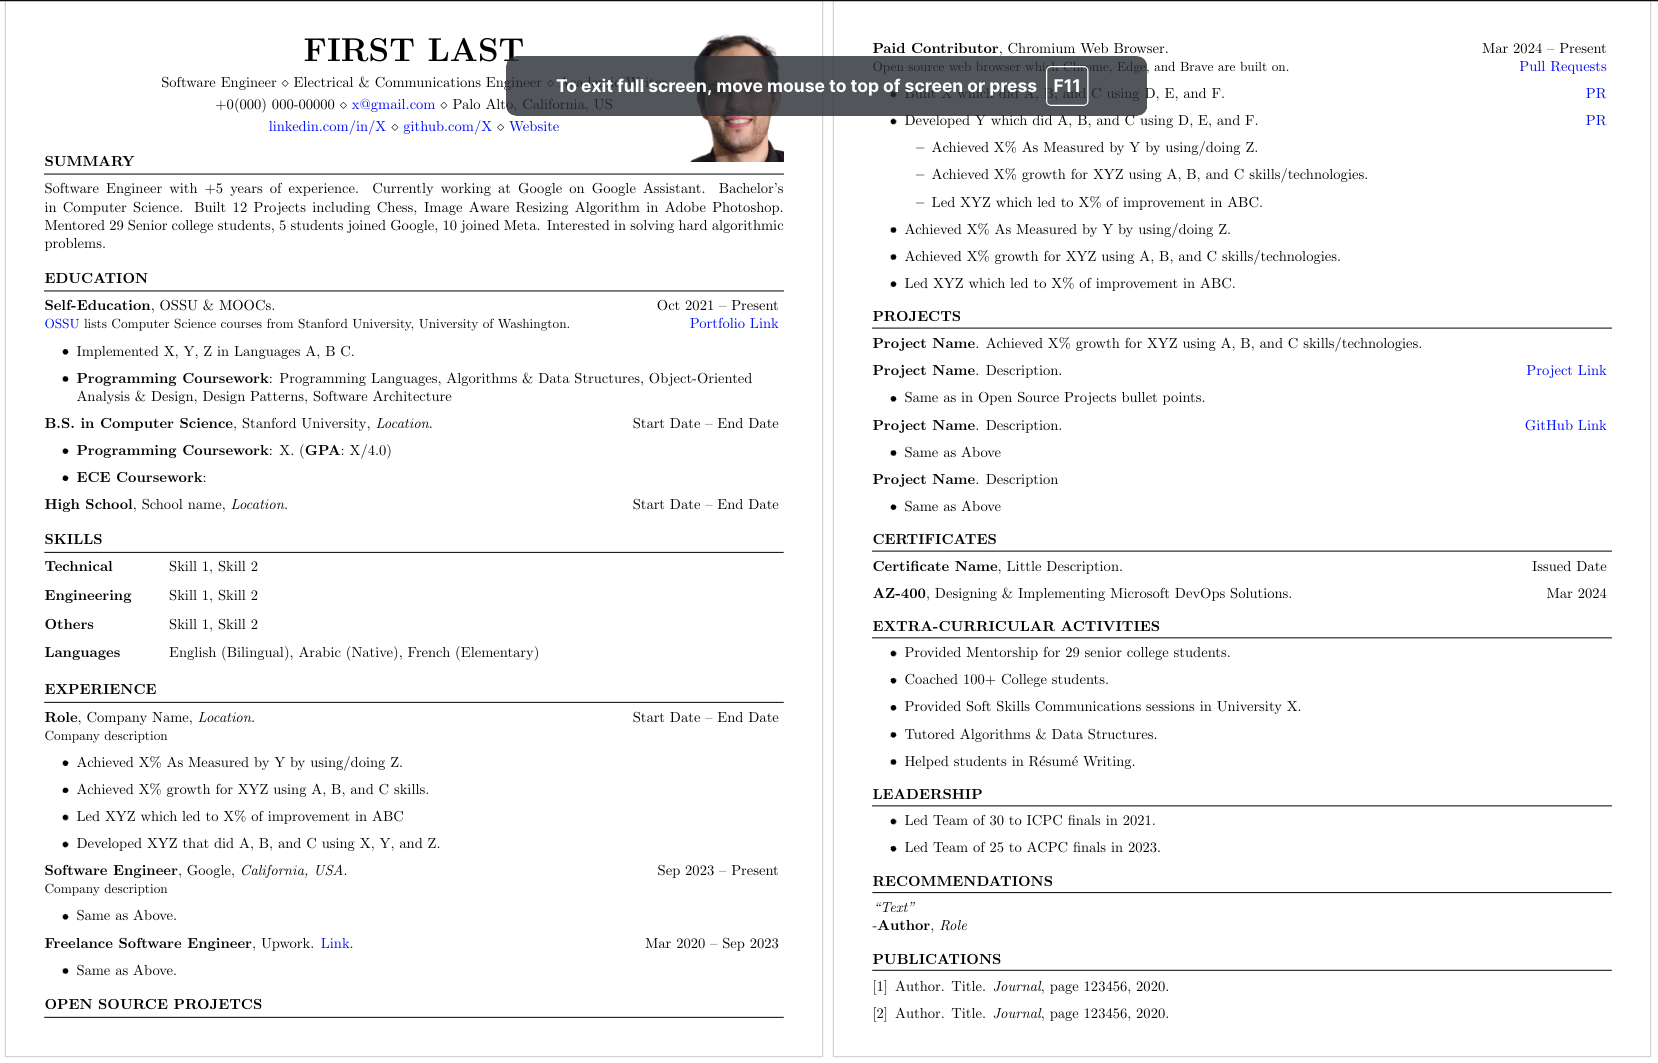 FIRST LAST
Software Engineer ⋄ Electrical & Communications Engineer ⋄
+0(000) 000-00000 ⋄ x@gmail.com ⋄ Palo Alto, California, US
linkedin.com/in/X ⋄ github.com/X ⋄ Website
To exit full screen, move mouse to top of screen or press F11
SUMMARY
Software Engineer with +5 years of experience. Currently working at Google on Google Assistant. Bachelor's
in Computer Science. Built 12 Projects including Chess, Image Aware Resizing Algorithm in Adobe Photoshop.
Mentored 29 Senior college students, 5 students joined Google, 10 joined Meta. Interested in solving hard algorithmic
problems.
EDUCATION
Self-Education, OSSU & MOOCs. Oct 2021 – Present
OSSU lists Computer Science courses from Stanford University, University of Washington. Portfolio Link
• Implemented X, Y, Z in Languages A, B C.
• Programming Coursework: Programming Languages, Algorithms & Data Structures, Object-Oriented
Analysis & Design, Design Patterns, Software Architecture
B.S. in Computer Science, Stanford University, Location. Start Date – End Date
• Programming Coursework: X. (GPA: X/4.0)
• ECE Coursework:
High School, School name, Location. Start Date – End Date
SKILLS
Technical Skill 1, Skill 2
Engineering Skill 1, Skill 2
Others Skill 1, Skill 2
Languages English (Bilingual), Arabic (Native), French (Elementary)
EXPERIENCE
Role, Company Name, Location. Start Date – End Date
Company description
• Achieved X% As Measured by Y by using/doing Z.
• Achieved X% growth for XYZ using A, B, and C skills.
• Led XYZ which led to X% of improvement in ABC
• Developed XYZ that did A, B, and C using X, Y, and Z.
Software Engineer, Google, California, USA. Sep 2023 – Present
Company description
• Same as Above.
Freelance Software Engineer, Upwork. Link. Mar 2020 – Sep 2023
• Same as Above.
OPEN SOURCE PROJETCS
Paid Contributor, Chromium Web Browser. Mar 2024 – Present
Open source web browser which Chrome, Edge, and Brave are built on. Pull Requests
• Built X which did A, B, and C using D, E, and F. PR
• Developed Y which did A, B, and C using D, E, and F. PR
– Achieved X% As Measured by Y by using/doing Z.
– Achieved X% growth for XYZ using A, B, and C skills/technologies.
– Led XYZ which led to X% of improvement in ABC.
• Achieved X% As Measured by Y by using/doing Z.
• Achieved X% growth for XYZ using A, B, and C skills/technologies.
• Led XYZ which led to X% of improvement in ABC.
PROJECTS
Project Name. Achieved X% growth for XYZ using A, B, and C skills/technologies.
Project Name. Description. Project Link
• Same as in Open Source Projects bullet points.
Project Name. Description. GitHub Link
• Same as Above
Project Name. Description
• Same as Above
CERTIFICATES
Certificate Name, Little Description. Issued Date
AZ-400, Designing & Implementing Microsoft DevOps Solutions. Mar 2024
EXTRA-CURRICULAR ACTIVITIES
• Provided Mentorship for 29 senior college students.
• Coached 100+ College students.
• Provided Soft Skills Communications sessions in University X.
• Tutored Algorithms & Data Structures.
• Helped students in Résumé Writing.
LEADERSHIP
• Led Team of 30 to ICPC finals in 2021.
• Led Team of 25 to ACPC finals in 2023.
RECOMMENDATIONS
“Text”
-Author, Role
PUBLICATIONS
[1] Author. Title. Journal, page 123456, 2020.
[2] Author. Title. Journal, page 123456, 2020.